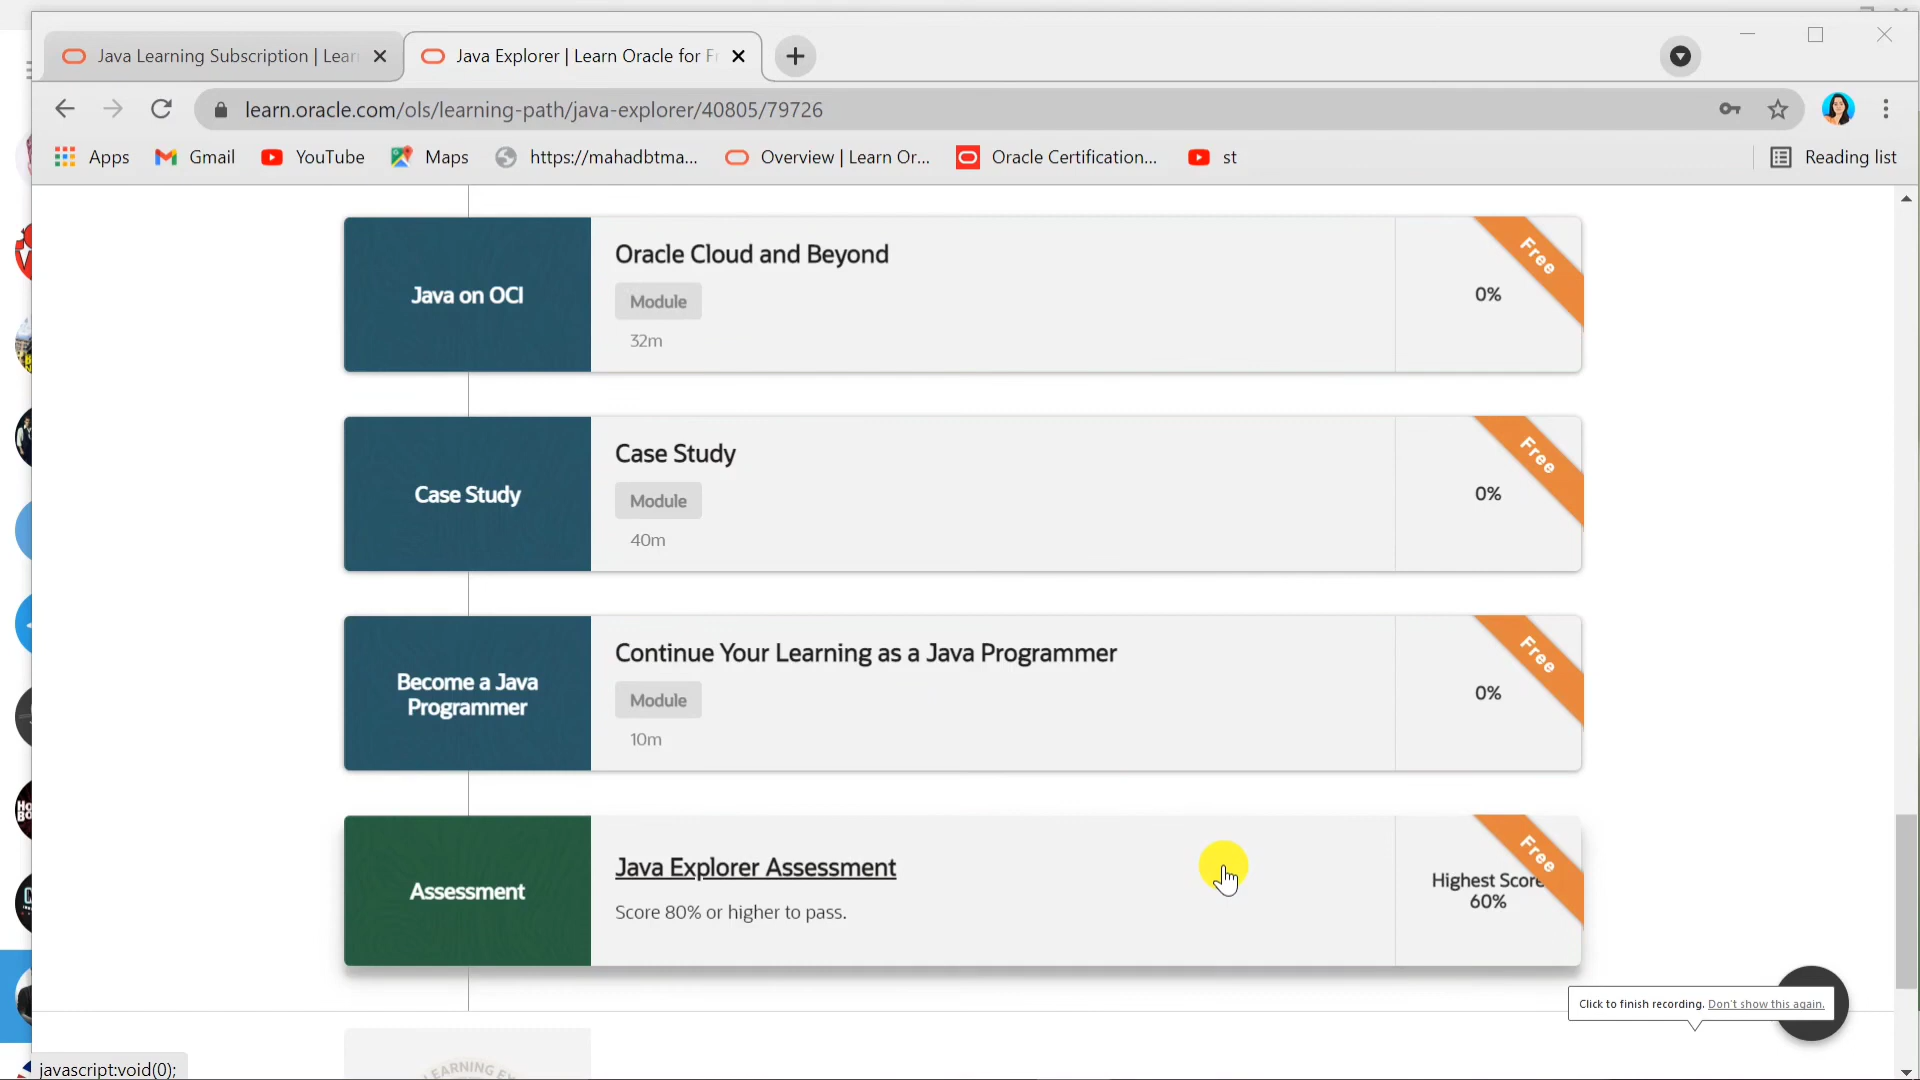 Java Learning Subscription | Lear
Java Explorer | Learn Oracle for F
learn.oracle.com/ols/learning-path/java-explorer/40805/79726
Apps
Gmail
YouTube
Maps
https://mahadbtma...
Overview | Learn Or...
Oracle Certification...
st
Reading list
Java on OCI
Oracle Cloud and Beyond
Module
32m
0%
Free
Case Study
Case Study
Module
40m
0%
Free
Become a Java
Programmer
Continue Your Learning as a Java Programmer
Module
10m
0%
Free
Assessment
Java Explorer Assessment
Score 80% or higher to pass.
Highest Score
60%
Free
Click to finish recording. Don't show this again.
LEARNING
javascript:void(0);